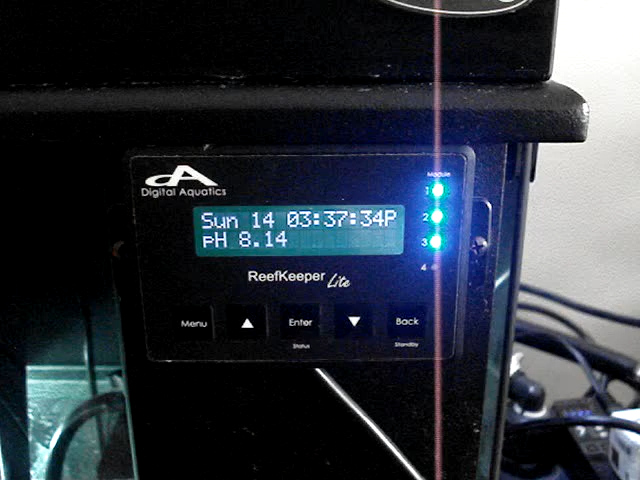 dA
Digital Aquatics
Module
1
2
3
4
Sun 14 03:37:34P
pH 8.14
ReefKeeper Lite
Menu
Enter
Back
Status
Standby